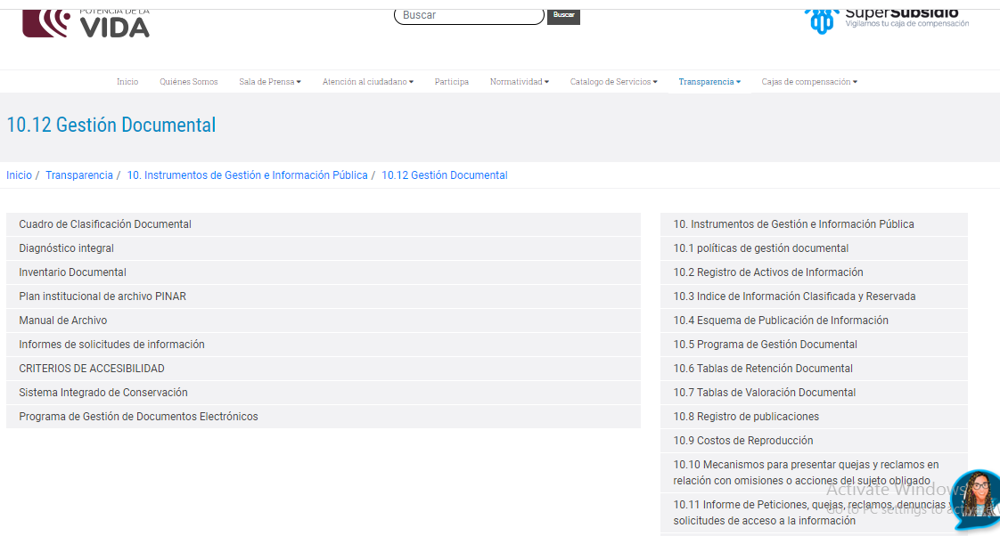 POTENCIA DE LA
VIDA
Buscar
Buscar
SuperSubsidio
Vigilamos tu caja de compensación
Inicio Quiénes Somos Sala de Prensa Atención al ciudadano Participa Normatividad Catalogo de Servicios Transparencia Cajas de compensación
10.12 Gestión Documental
Inicio / Transparencia / 10. Instrumentos de Gestión e Información Pública / 10.12 Gestión Documental
Cuadro de Clasificación Documental
Diagnóstico integral
Inventario Documental
Plan institucional de archivo PINAR
Manual de Archivo
Informes de solicitudes de información
CRITERIOS DE ACCESIBILIDAD
Sistema Integrado de Conservación
Programa de Gestión de Documentos Electrónicos
10. Instrumentos de Gestión e Información Pública
10.1 políticas de gestión documental
10.2 Registro de Activos de Información
10.3 Indice de Información Clasificada y Reservada
10.4 Esquema de Publicación de Información
10.5 Programa de Gestión Documental
10.6 Tablas de Retención Documental
10.7 Tablas de Valoración Documental
10.8 Registro de publicaciones
10.9 Costos de Reproducción
10.10 Mecanismos para presentar quejas y reclamos en
relación con omisiones o acciones del sujeto obligado
10.11 Informe de Peticiones, quejas, reclamos, denuncias
solicitudes de acceso a la información
Activate Windows
Go to PC settings to